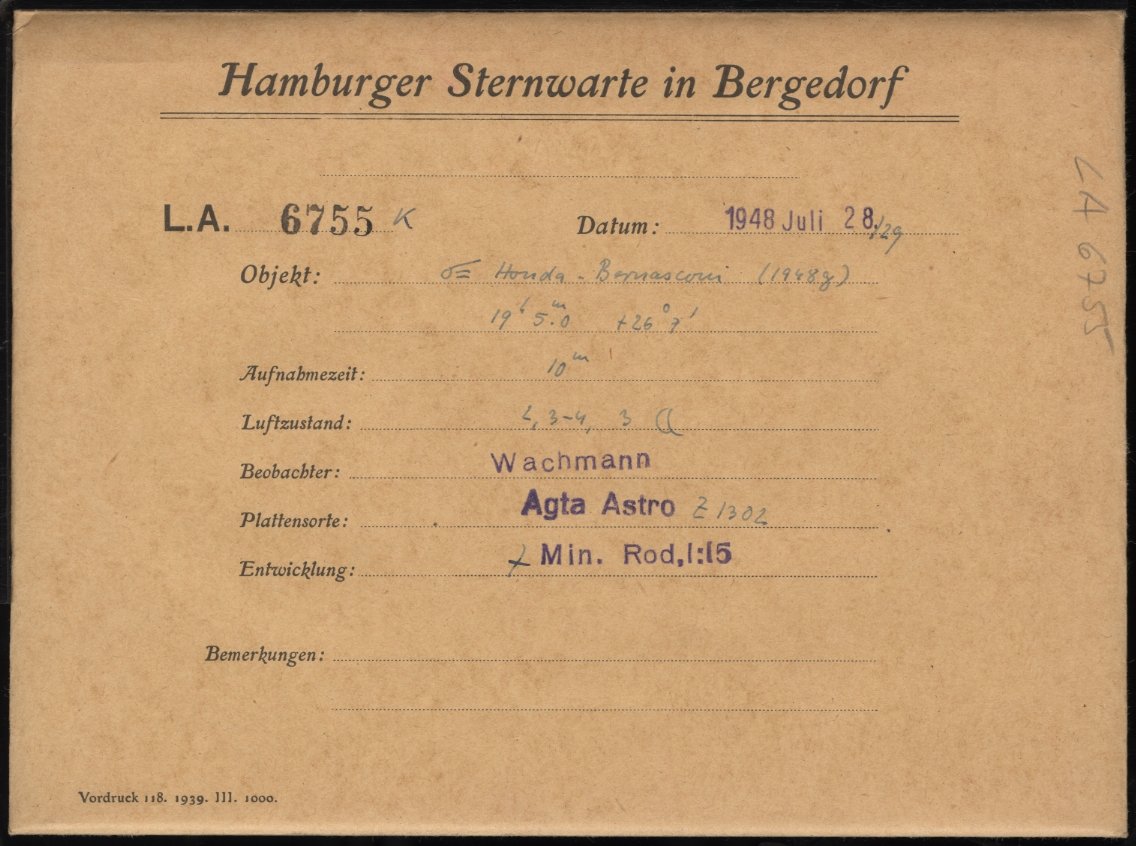 Hamburger Sternwarte in Bergedorf
L.A. 6755 K Datum: 1948 Juli 28./29
Objekt: Honda - Bernasconi (1948g)
19ʰ 5ᵐ.0 +26° 7'
Aufnahmezeit: 10ᵐ
Luftzustand: 2, 3-4, 3
Beobachter: Wachmann
Plattensorte: Agfa Astro Z 1302
Entwicklung: 7 Min. Rod, 1:15
Bemerkungen:
Vordruck 118. 1939. III. 1000.
LA 6755